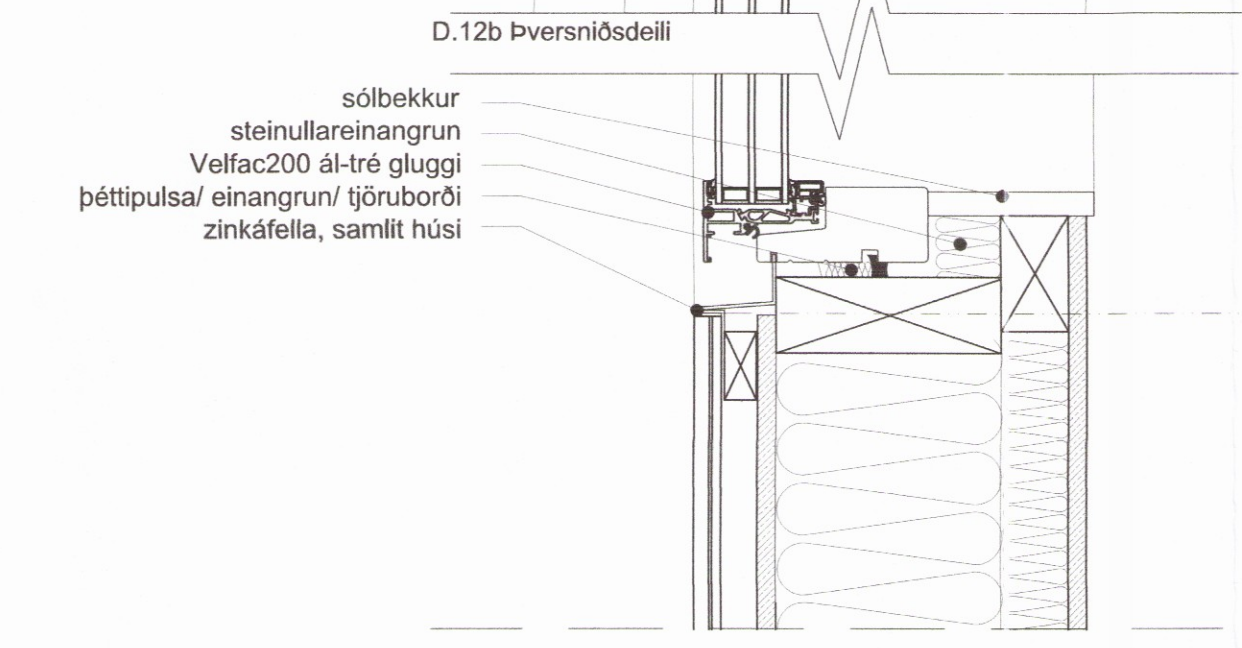 D.12b Þversniðsdeili
sólbekkur
steinullareinangrun
Velfac200 ál-tré gluggi
þéttipulsa/ einangrun/ tjöruborði
zinkáfella, samlit húsi